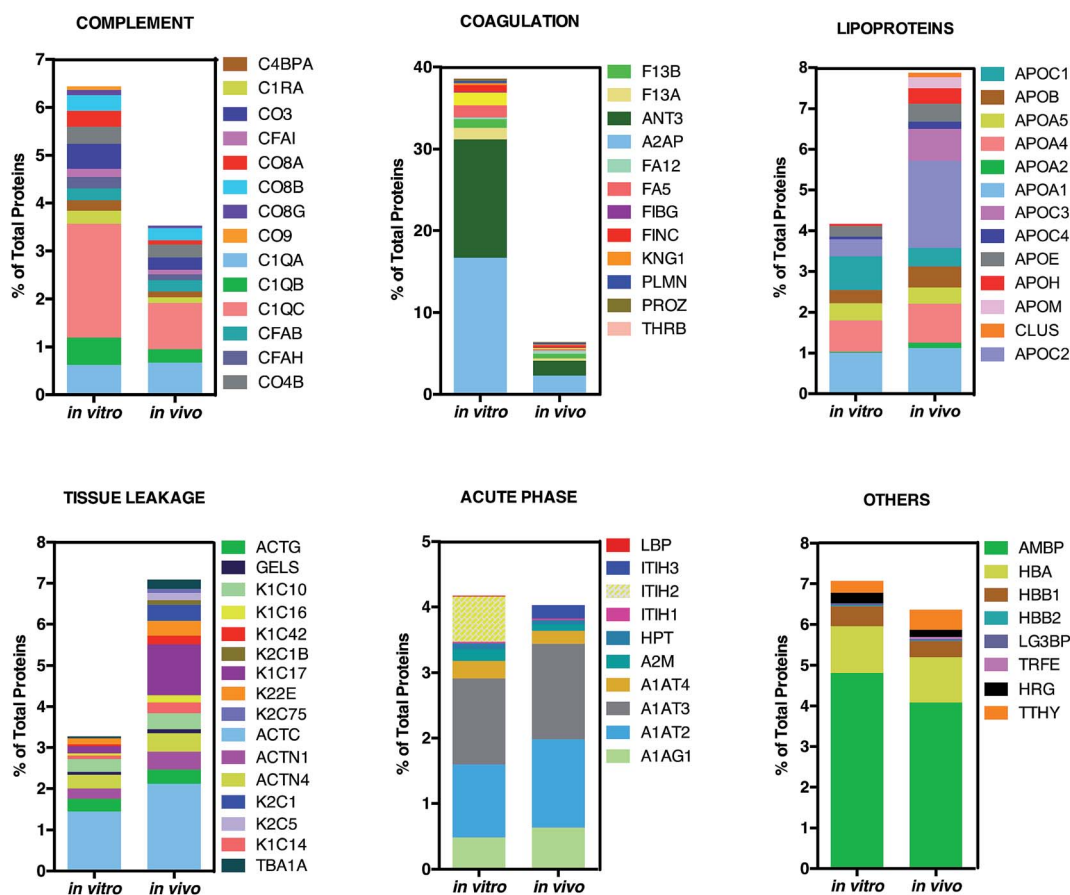 COMPLEMENT
% of Total Proteins
7
6
5
4
3
2
1
0
in vitro
in vivo
C4BPA
C1RA
CO3
CFAI
CO8A
CO8B
CO8G
CO9
C1QA
C1QB
C1QC
CFAB
CFAH
CO4B
COAGULATION
% of Total Proteins
40
30
20
10
0
in vitro
in vivo
F13B
F13A
ANT3
A2AP
FA12
FA5
FIBG
FINC
KNG1
PLMN
PROZ
THRB
LIPOPROTEINS
% of Total Proteins
8
7
6
5
4
3
2
1
0
in vitro
in vivo
APOC1
APOB
APOA5
APOA4
APOA2
APOA1
APOC3
APOC4
APOE
APOH
APOM
CLUS
APOC2
TISSUE LEAKAGE
% of Total Proteins
8
7
6
5
4
3
2
1
0
in vitro
in vivo
ACTG
GELS
K1C10
K1C16
K1C42
K2C1B
K1C17
K22E
K2C75
ACTC
ACTN1
ACTN4
K2C1
K2C5
K1C14
TBA1A
ACUTE PHASE
% of Total Proteins
5
4
3
2
1
0
in vitro
in vivo
LBP
ITIH3
ITIH2
ITIH1
HPT
A2M
A1AT4
A1AT3
A1AT2
A1AG1
OTHERS
% of Total Proteins
8
7
6
5
4
3
2
1
0
in vitro
in vivo
AMBP
HBA
HBB1
HBB2
LG3BP
TRFE
HRG
TTHY